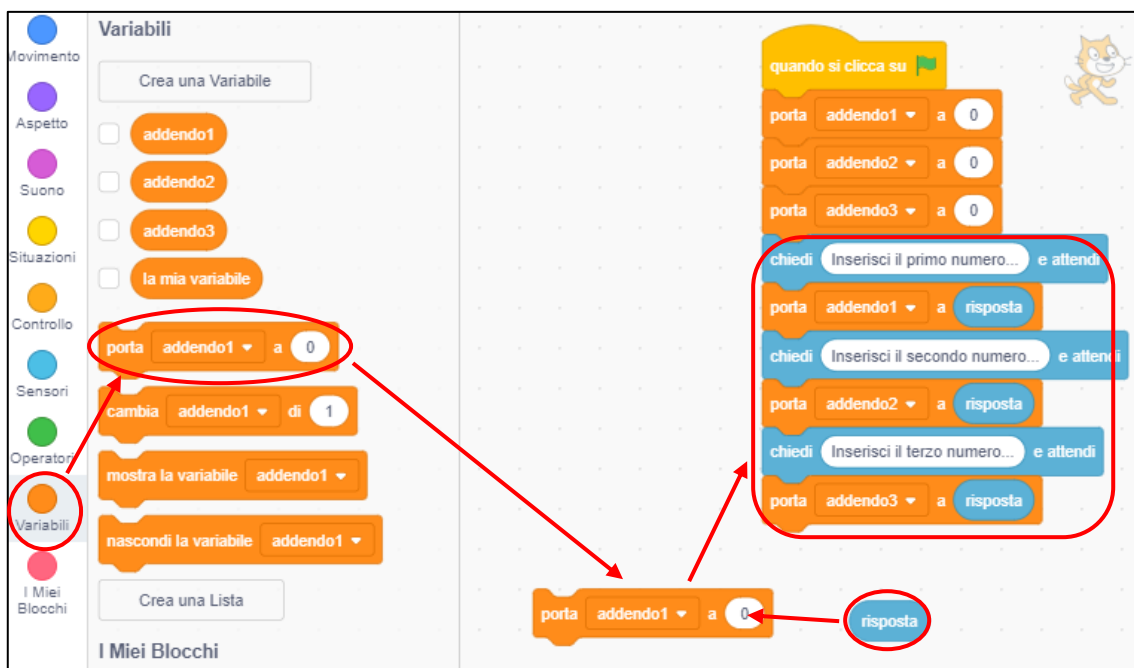 Movimento
Aspetto
Suono
Situazioni
Controllo
Sensori
Operatori
Variabili
I Miei
Blocchi
Variabili
Crea una Variabile
addendo1
addendo2
addendo3
la mia variabile
porta addendo1 a 0
cambia addendo1 di 1
mostra la variabile addendo1
nascondi la variabile addendo1
Crea una Lista
I Miei Blocchi
quando si clicca su
porta addendo1 a 0
porta addendo2 a 0
porta addendo3 a 0
chiedi Inserisci il primo numero... e attendi
porta addendo1 a risposta
chiedi Inserisci il secondo numero... e attendi
porta addendo2 a risposta
chiedi Inserisci il terzo numero... e attendi
porta addendo3 a risposta
porta addendo1 a 0
risposta